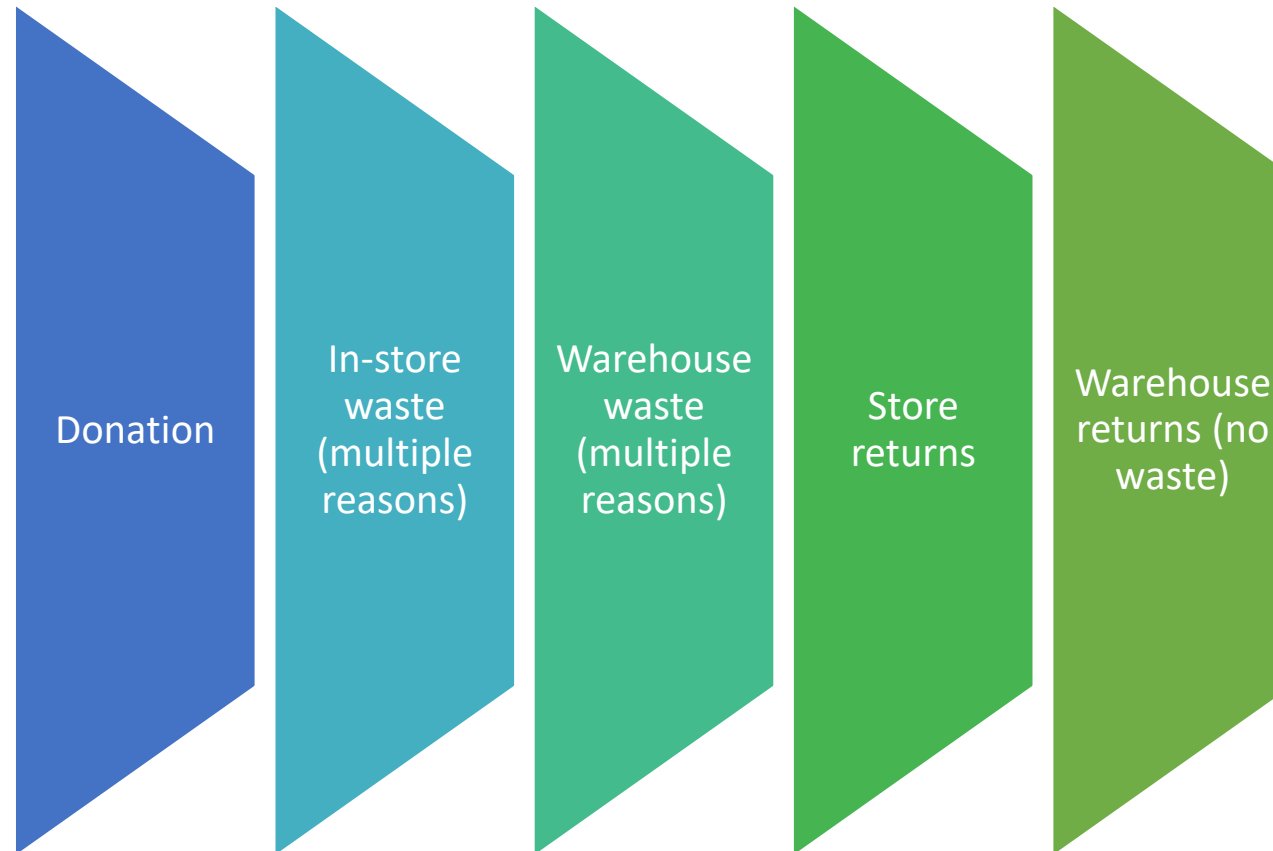 Donation
In-store
waste
(multiple
reasons)
Warehouse
waste
(multiple
reasons)
Store
returns
Warehouse
returns (no
waste)